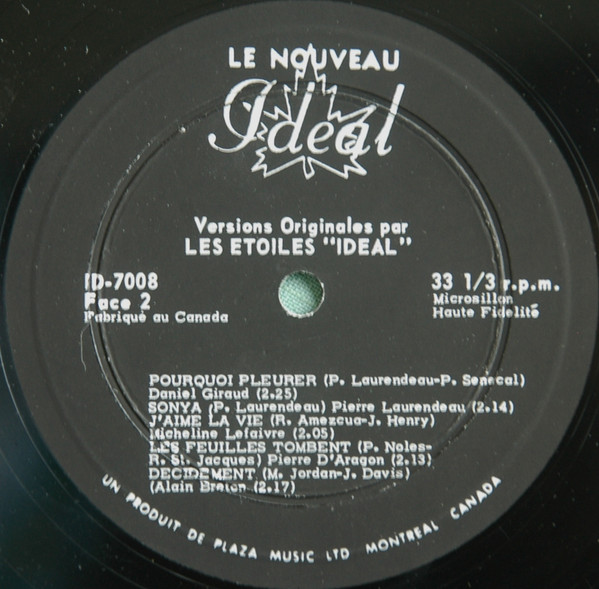 LE NOUVEAU
Idéal
Versions Originales par
LES ETOILES "IDEAL"
ID-7008
Face 2
Fabriqué au Canada
33 1/3 r.p.m.
Microsillon
Haute Fidelité
POURQUOI PLEURER (P. Laurendeau-P. Senecal)
Daniel Giraud (2.25)
SONYA (P. Laurendeau) Pierre Laurendeau (2.14)
J'AIME LA VIE (R. Amezcua-J. Henry)
Micheline Lefaivre (2.05)
LES FEUILLES TOMBENT (P. Noles-
R. St. Jacques) Pierre D'Aragon (2.13)
DECIDEMENT (M. Jordan-J. Davis)
(Alain Breton (2.17)
UN PRODUIT DE PLAZA MUSIC LTD MONTREAL CANADA